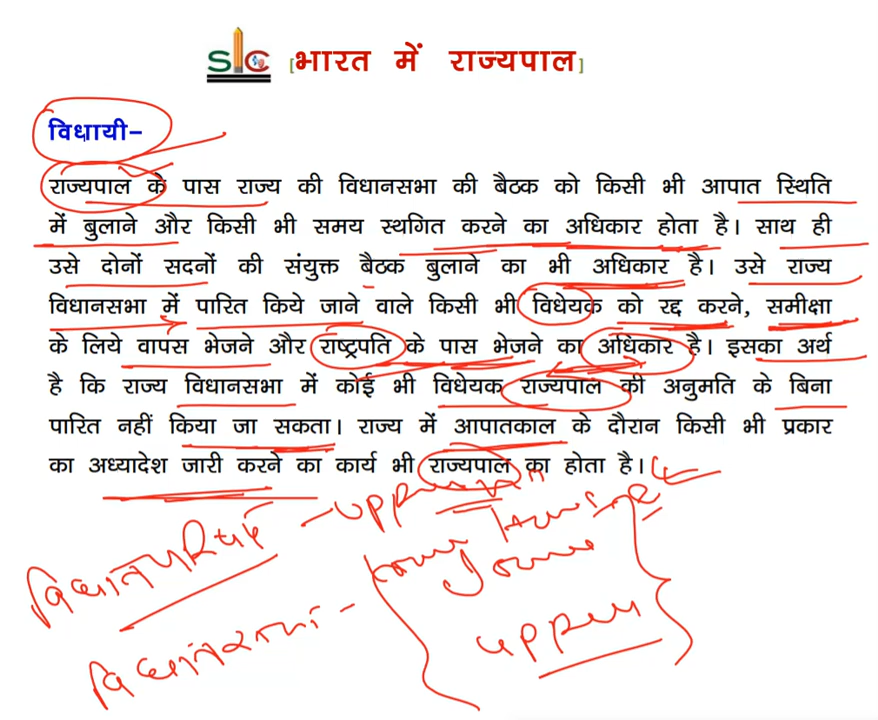 SIC [भारत में राज्यपाल]
विधायी-
राज्यपाल के पास राज्य की विधानसभा की बैठक को किसी भी आपात स्थिति
में बुलाने और किसी भी समय स्थगित करने का अधिकार होता है। साथ ही
उसे दोनों सदनों की संयुक्त बैठक बुलाने का भी अधिकार है। उसे राज्य
विधानसभा में पारित किये जाने वाले किसी भी विधेयक को रद्द करने, समीक्षा
के लिये वापस भेजने और राष्ट्रपति के पास भेजने का अधिकार है। इसका अर्थ
है कि राज्य विधानसभा में कोई भी विधेयक राज्यपाल की अनुमति के बिना
पारित नहीं किया जा सकता। राज्य में आपातकाल के दौरान किसी भी प्रकार
का अध्यादेश जारी करने का कार्य भी राज्यपाल का होता है।
विधानपरिषद -
विधानसभा -
upper